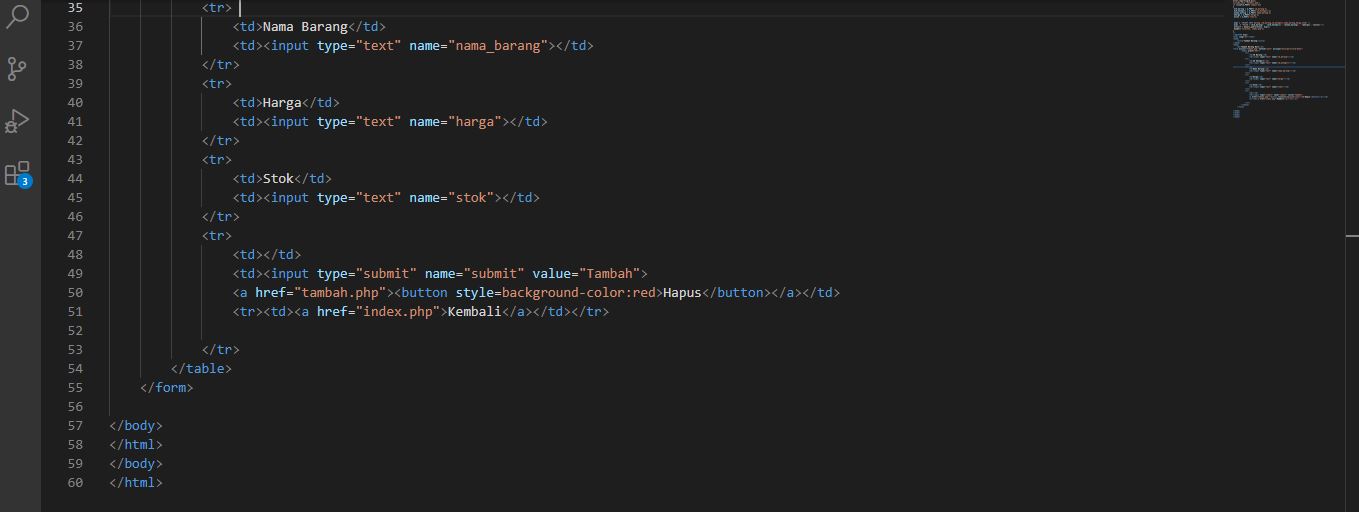 35 <tr>
36 <td>Nama Barang</td>
37 <td><input type="text" name="nama_barang"></td>
38 </tr>
39 <tr>
40 <td>Harga</td>
41 <td><input type="text" name="harga"></td>
42 </tr>
43 <tr>
44 <td>Stok</td>
45 <td><input type="text" name="stok"></td>
46 </tr>
47 <tr>
48 <td></td>
49 <td><input type="submit" name="submit" value="Tambah">
50 <a href="tambah.php"><button style=background-color:red>Hapus</button></a></td>
51 <tr><td><a href="index.php">Kembali</a></td></tr>
52
53 </tr>
54 </table>
55 </form>
56
57 </body>
58 </html>
59 </body>
60 </html>
3